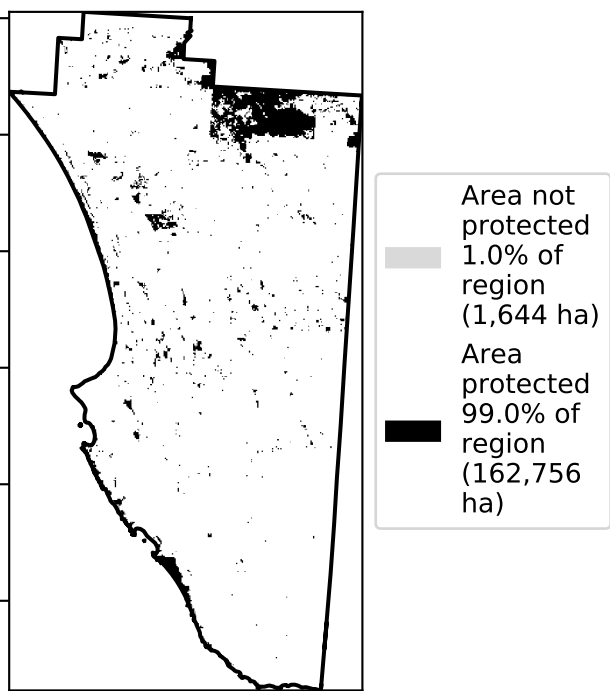 Area not
protected
1.0% of
region
(1,644 ha)
Area
protected
99.0% of
region
(162,756
ha)